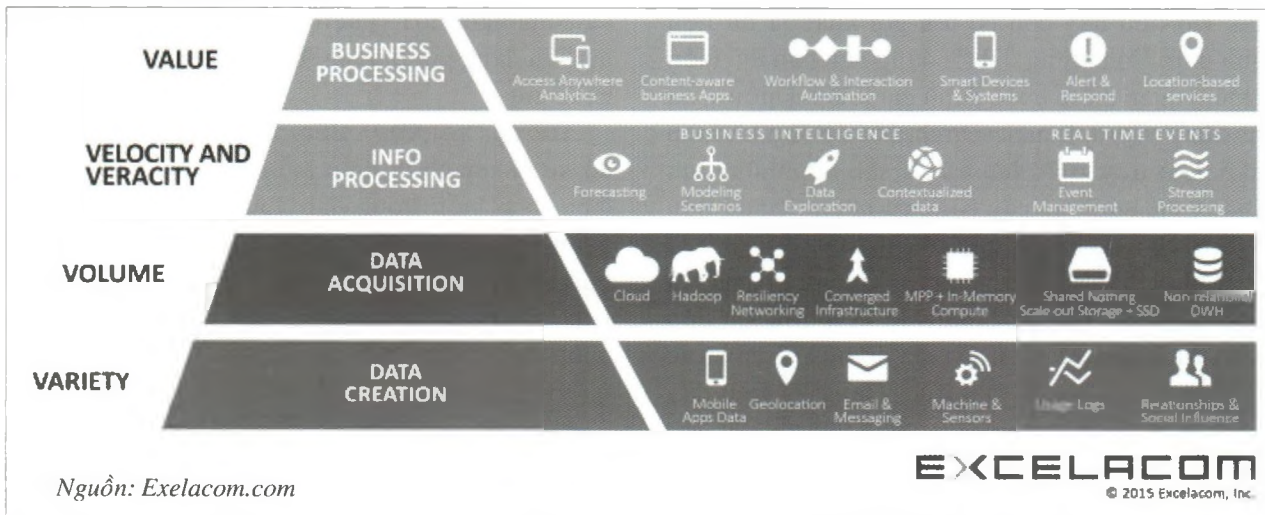 VALUE
BUSINESS
PROCESSING
Access Anywhere
Analytics
Content-aware
business Apps.
Workflow & Interaction
Automation
Smart Devices
& Systems
Alert &
Respond
Location-based
services
VELOCITY AND
VERACITY
INFO
PROCESSING
BUSINESS INTELLIGENCE
REAL TIME EVENTS
Forecasting
Modeling
Scenarios
Data
Exploration
Contextualized
data
Event
Management
Stream
Processing
VOLUME
DATA
ACQUISITION
Cloud
Hadoop
Resiliency
Networking
Converged
Infrastructure
MPP + In-Memory
Compute
Shared Nothing
Scale out Storage + SSD
DWH
VARIETY
DATA
CREATION
Mobile
Apps Data
Geolocation
Email &
Messaging
Machine &
Sensors
Usage Logs
Relationships &
Social Influence
Nguồn: Exelacom.com
EXCELACOM
© 2015 Excelacom, Inc.